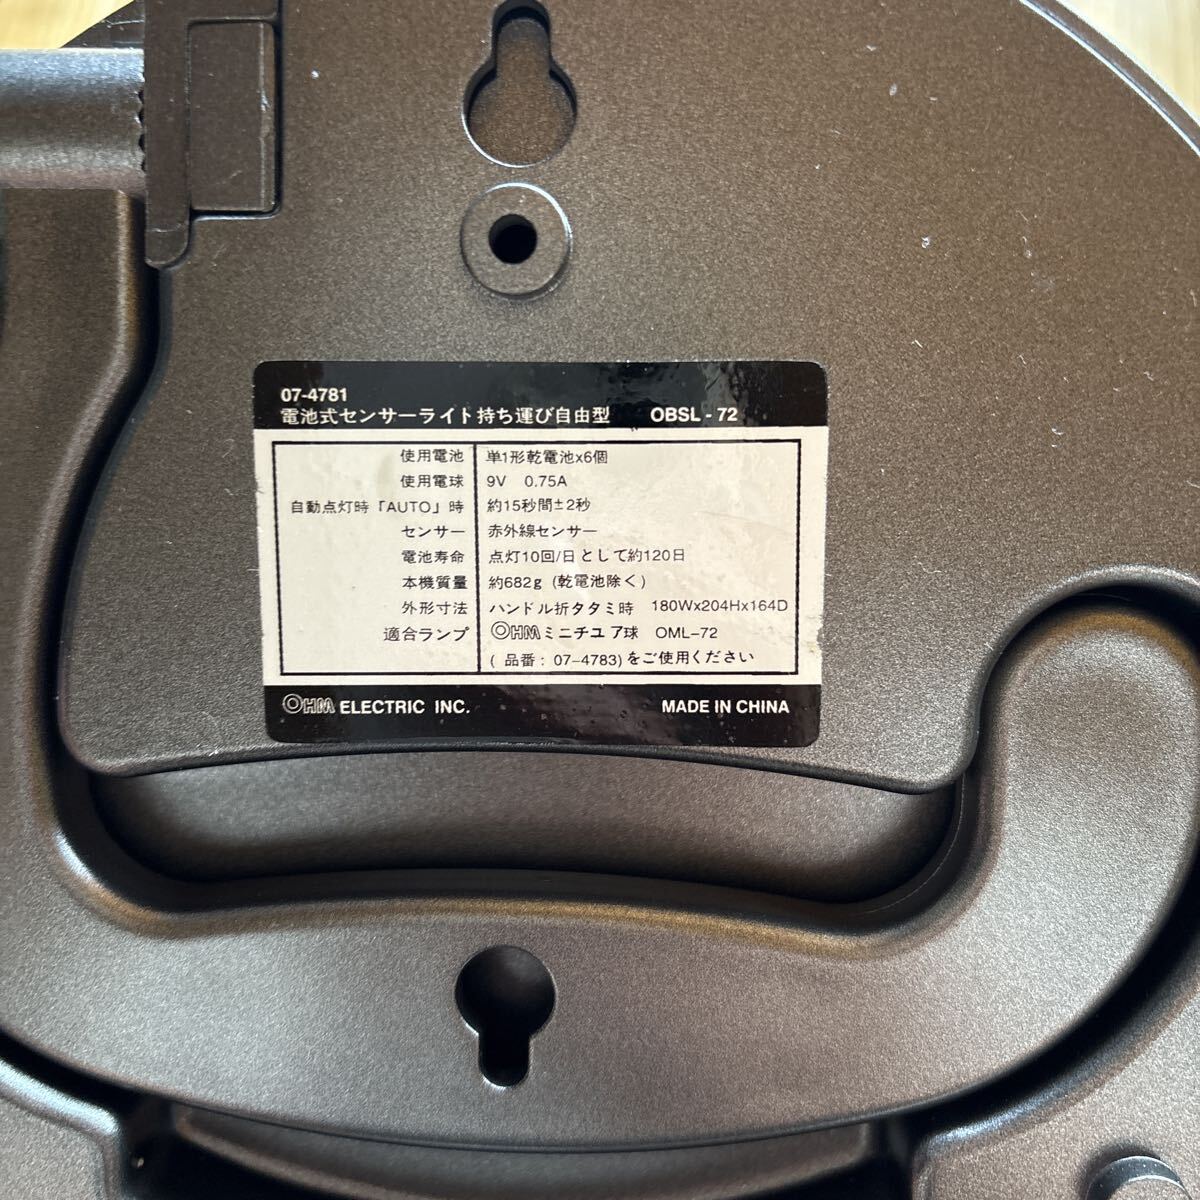 07-4781
電池式センサーライト持ち運び自由型 OBSL-72
使用電池 単1形乾電池x6個
使用電球 9V 0.75A
自動点灯時「AUTO」時 約15秒間±2秒
センサー 赤外線センサー
電池寿命 点灯10回/日として約120日
本機質量 約682g (乾電池除く)
外形寸法 ハンドル折タタミ時 180Wx204Hx164D
適合ランプ OHMミニチュア球 OML-72
(品番: 07-4783)をご使用ください
OHM ELECTRIC INC. MADE IN CHINA